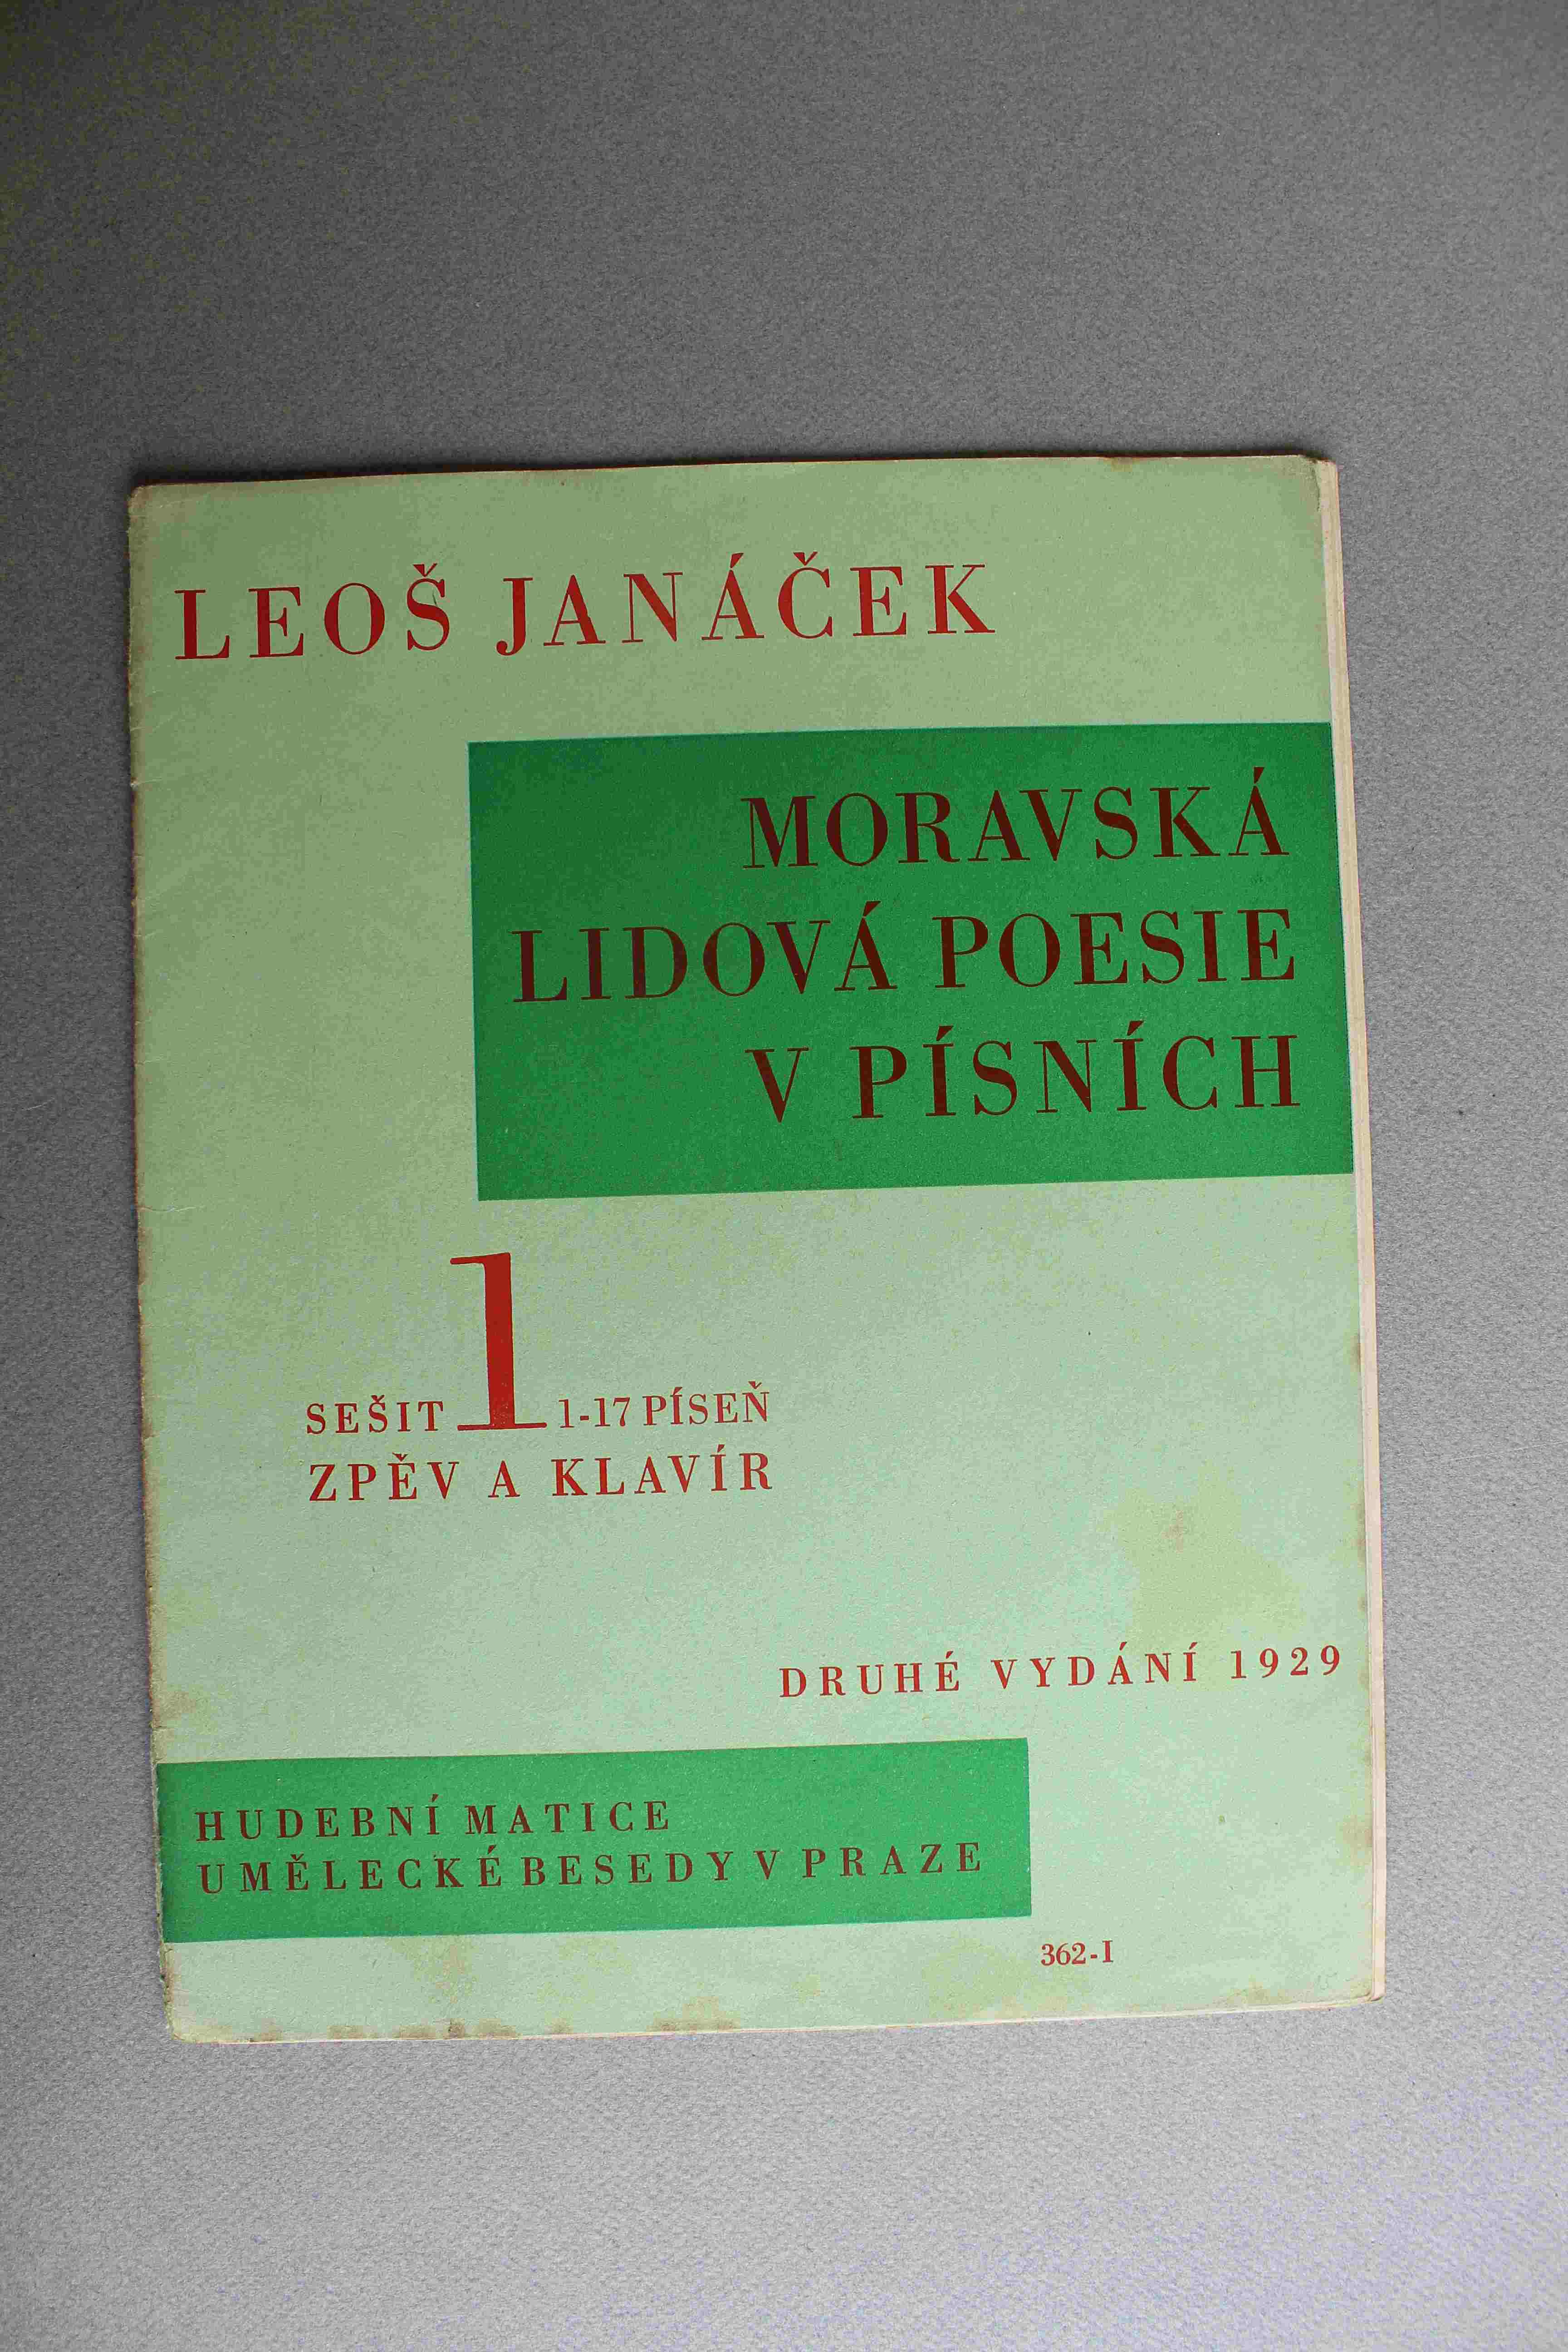 LEOŠ JANÁČEK
MORAVSKÁ
LIDOVÁ POESIE
V PÍSNÍCH
SEŠIT 1 1-17 PÍSEŇ
ZPĚV A KLAVÍR
DRUHÉ VYDÁNÍ 1929
HUDEBNÍ MATICE
UMĚLECKÉ BESEDY V PRAZE
362-I